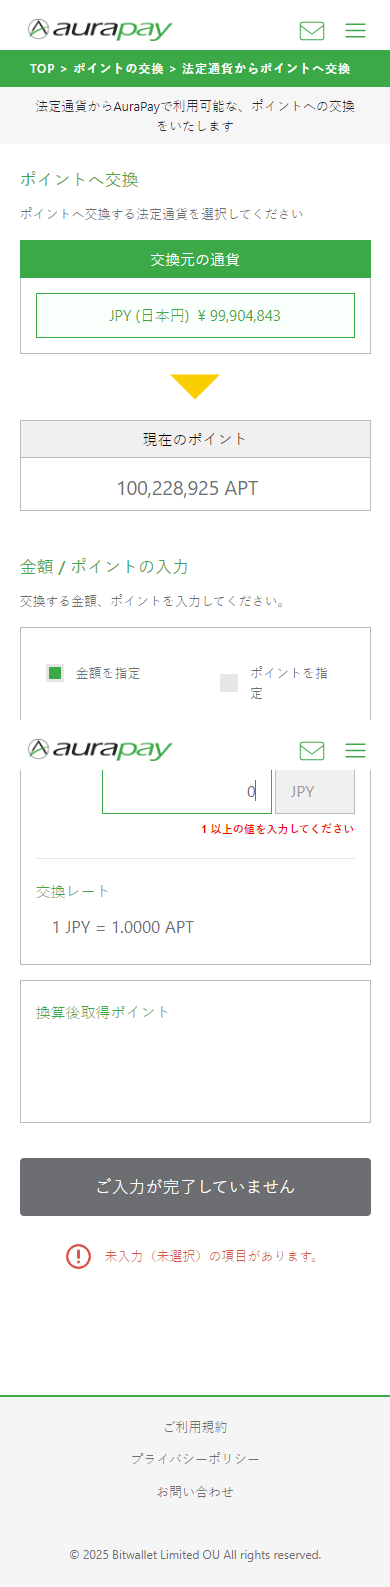 aurapay
TOP > ポイントの交換 > 法定通貨からポイントへ交換
法定通貨からAuraPayで利用可能な、ポイントへの交換
をいたします
ポイントへ交換
ポイントへ交換する法定通貨を選択してください
交換元の通貨
JPY (日本円) ¥ 99,904,843
現在のポイント
100,228,925 APT
金額 / ポイントの入力
交換する金額、ポイントを入力してください。
金額を指定
ポイントを指
定
aurapay
0 JPY
1 以上の値を入力してください
交換レート
1 JPY = 1.0000 APT
換算後取得ポイント
ご入力が完了していません
未入力（未選択）の項目があります。
ご利用規約
プライバシーポリシー
お問い合わせ
© 2025 Bitwallet Limited OU All rights reserved.